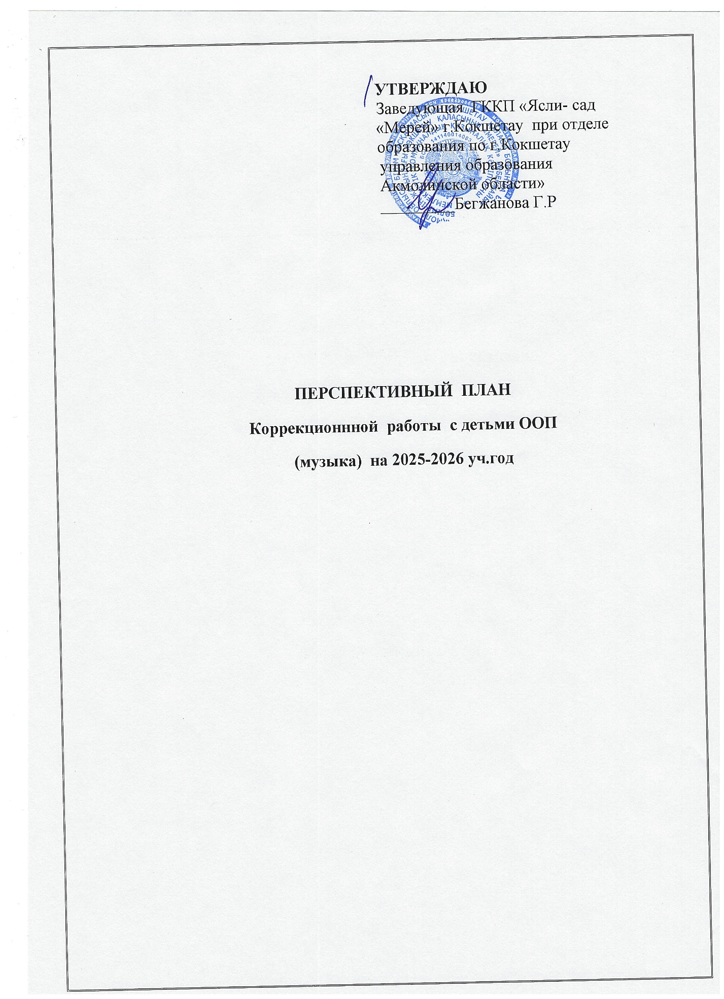 УТВЕРЖДАЮ
Заведующая ГККП «Ясли- сад
«Мерей» г.Кокшетау при отделе
образования по г.Кокшетау
управления образования
Акмолинской области»
__________Бегжанова Г.Р
ПЕРСПЕКТИВНЫЙ ПЛАН
Коррекционнной работы с детьми ООП
(музыка) на 2025-2026 уч.год